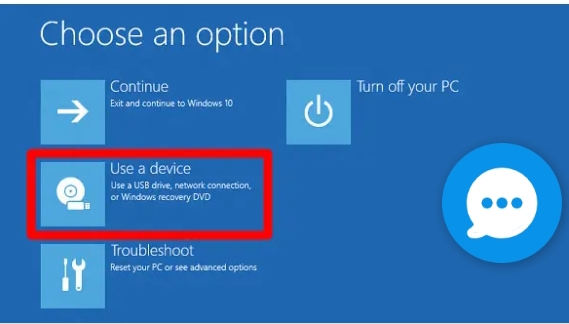 Choose an option
Continue
Exit and continue to Windows 10
Turn off your PC
Use a device
Use a USB drive, network connection,
or Windows recovery DVD
Troubleshoot
Reset your PC or see advanced options